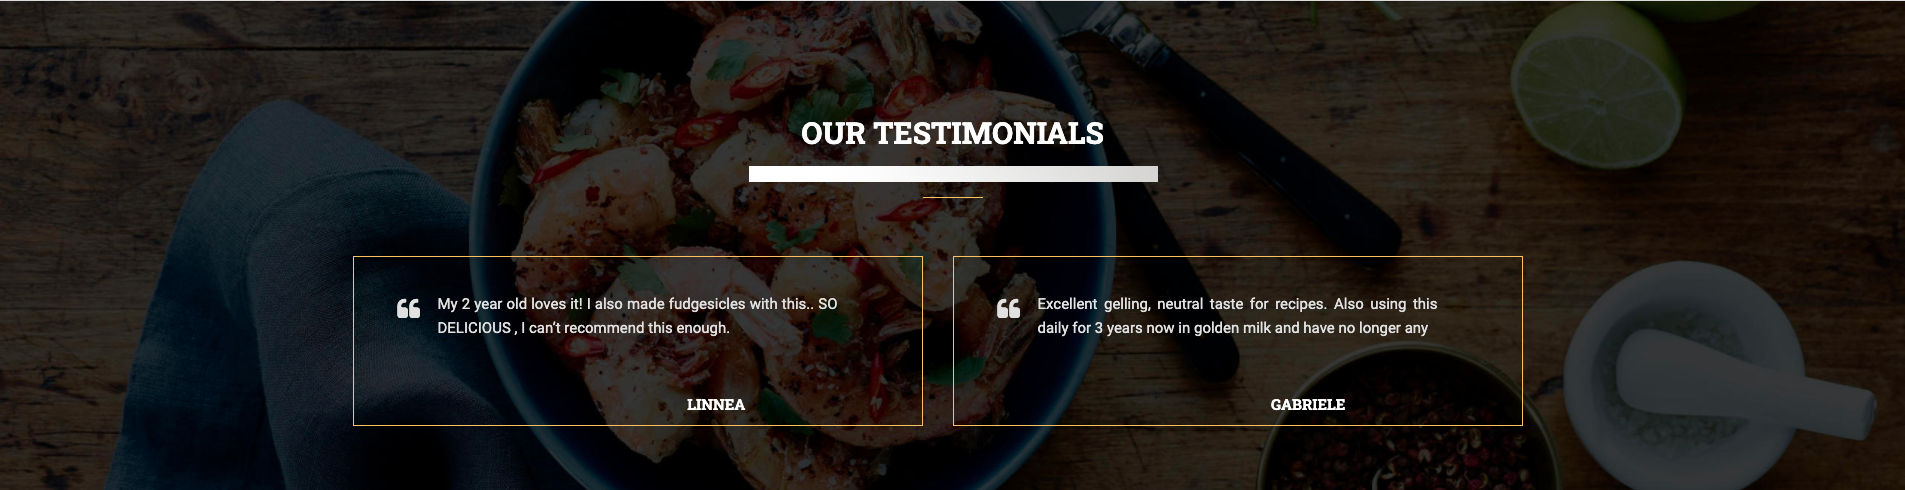 OUR TESTIMONIALS
My 2 year old loves it! I also made fudgesicles with this.. SO
DELICIOUS , I can’t recommend this enough.
LINNEA
Excellent gelling, neutral taste for recipes. Also using this
daily for 3 years now in golden milk and have no longer any
GABRIELE